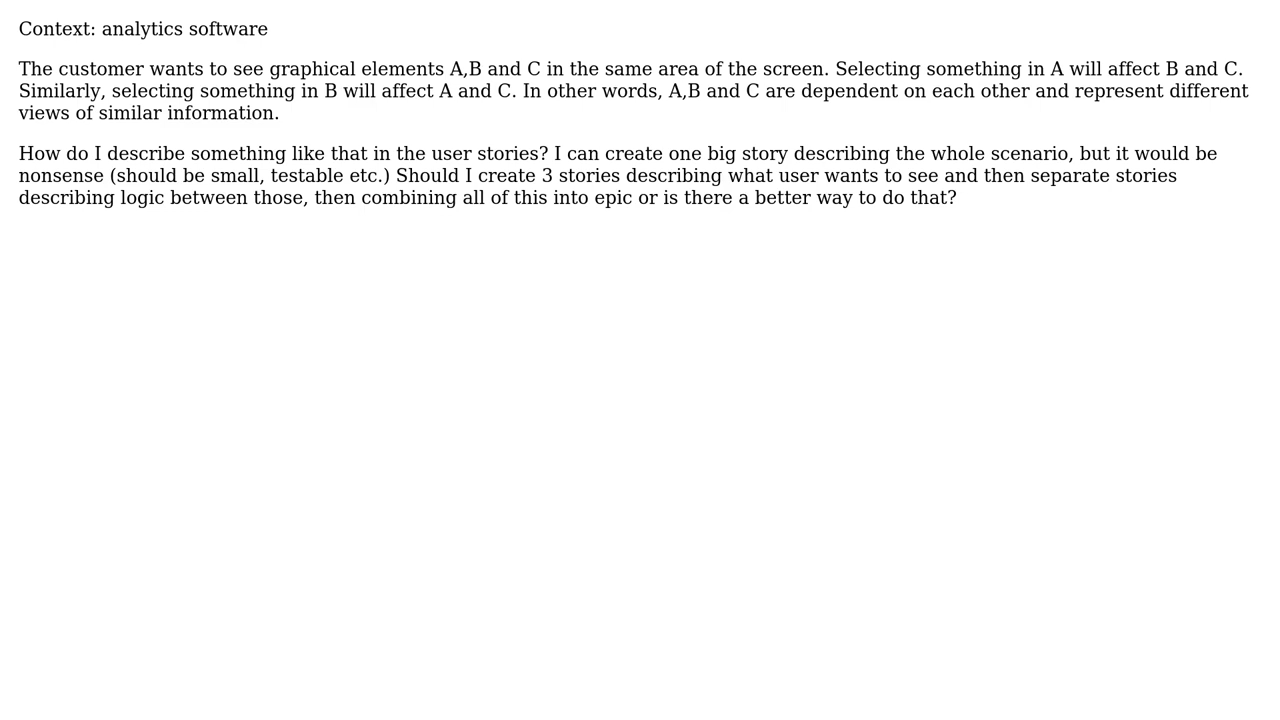 Context: analytics software
The customer wants to see graphical elements A,B and C in the same area of the screen. Selecting something in A will affect B and C.
Similarly, selecting something in B will affect A and C. In other words, A,B and C are dependent on each other and represent different
views of similar information.
How do I describe something like that in the user stories? I can create one big story describing the whole scenario, but it would be
nonsense (should be small, testable etc.) Should I create 3 stories describing what user wants to see and then separate stories
describing logic between those, then combining all of this into epic or is there a better way to do that?